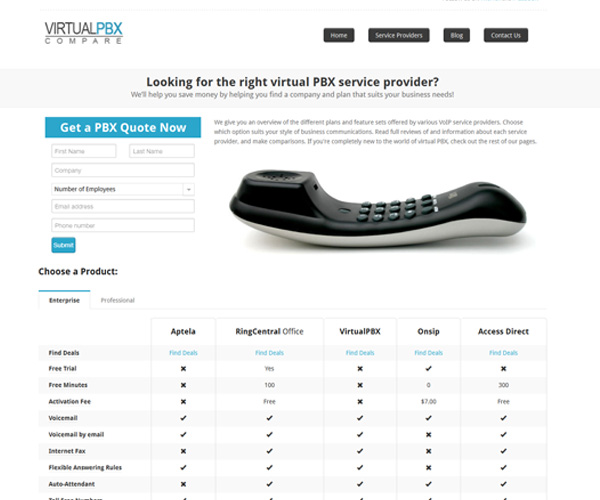 VIRTUALPBX
COMPARE
Home
Service Providers
Blog
Contact Us
Looking for the right virtual PBX service provider?
We'll help you save money by helping you find a company and plan that suits your business needs!
Get a PBX Quote Now
First Name
Last Name
Company
Number of Employees
Email address
Phone number
Submit
We give you an overview of the different plans and feature sets offered by various VoIP service providers. Choose
which option suits your style of business communications. Read full reviews of and information about each service
provider, and make comparisons. If you're completely new to the world of virtual PBX, check out the rest of our pages.
Choose a Product:
Enterprise Professional
Aptela RingCentral Office VirtualPBX Onsip Access Direct
Find Deals Find Deals Find Deals Find Deals Find Deals Find Deals
Free Trial ✖ Yes ✖ ✔ ✖
Free Minutes ✖ 100 ✖ 0 300
Activation Fee ✖ Free ✖ $7.00 Free
Voicemail ✔ ✔ ✔ ✔ ✔
Voicemail by email ✔ ✔ ✔ ✖ ✔
Internet Fax ✖ ✔ ✔ ✖ ✔
Flexible Answering Rules ✔ ✔ ✔ ✖ ✔
Auto-Attendant ✖ ✔ ✔ ✔ ✔
Toll Free Numbers